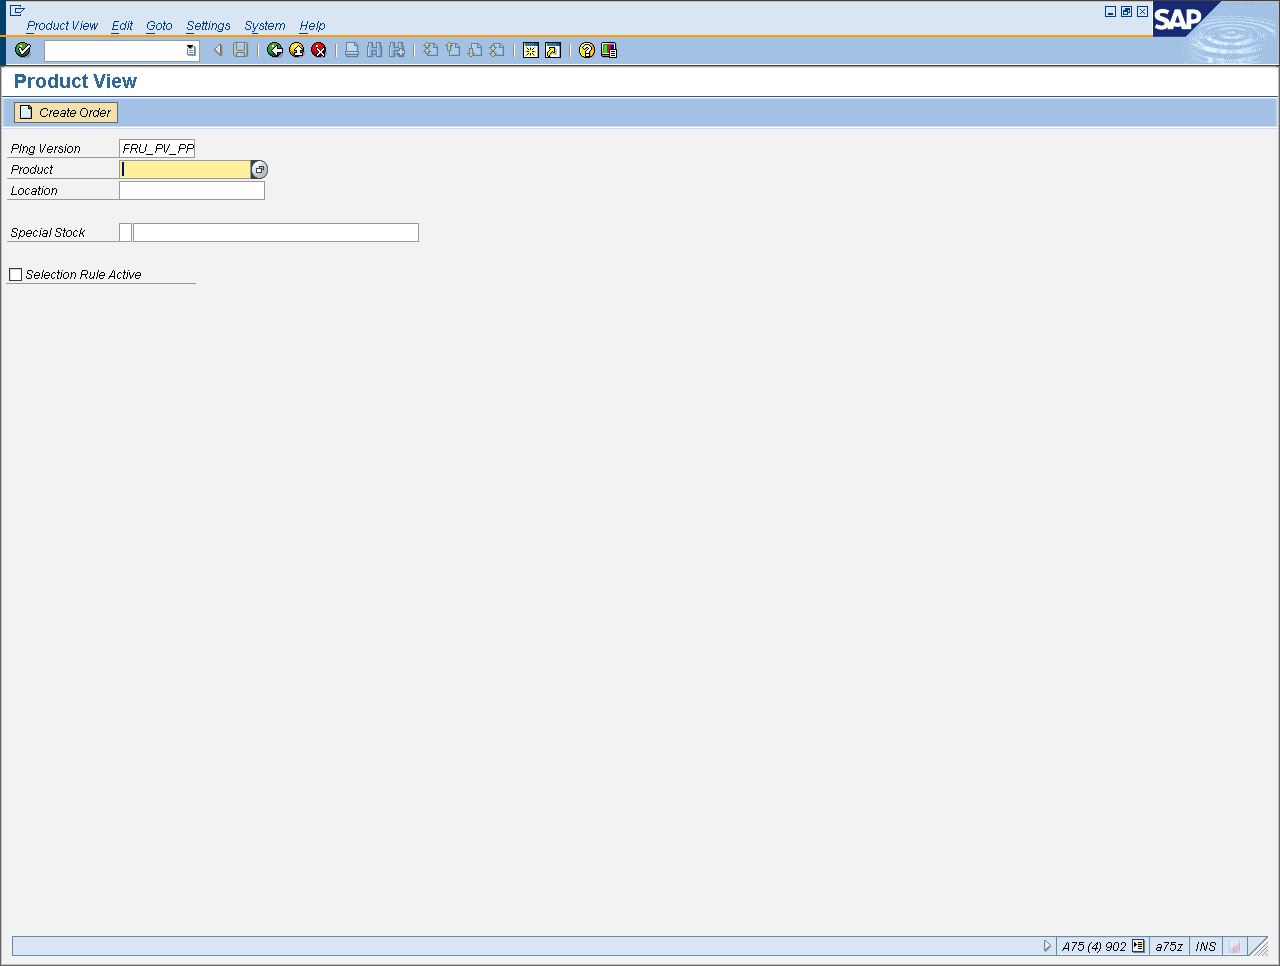 Product View Edit Goto Settings System Help
SAP
Product View
Create Order
Plng Version FRU_PV_PP
Product
Location
Special Stock
Selection Rule Active
A75 (4) 902 a75z INS